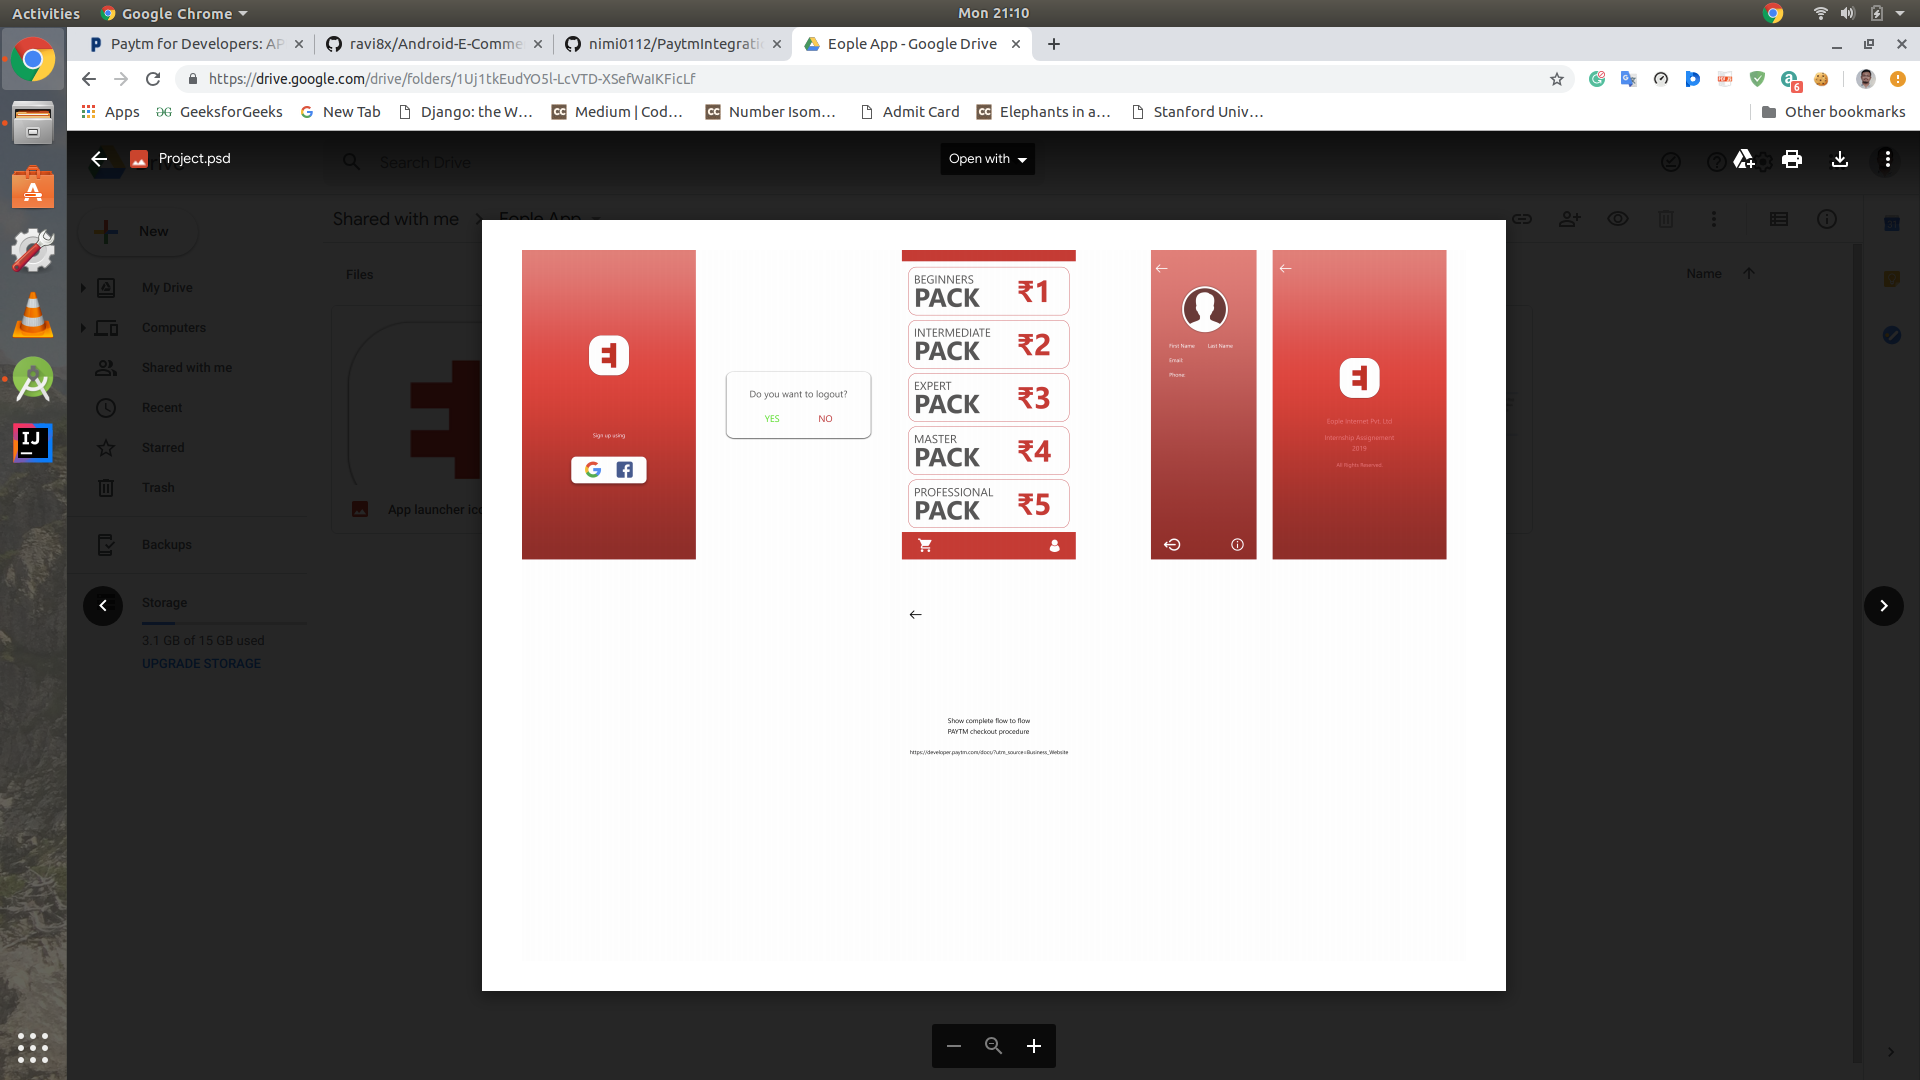 Activities
Google Chrome
Mon 21:10
Paytm for Developers: AP
ravi8x/Android-E-Comme
nimi0112/PaytmIntegrati
Eople App - Google Drive
https://drive.google.com/drive/folders/1Uj1tkEudYO5l-LcVTD-XSefWaIKFicLf
6
Apps
GeeksforGeeks
New Tab
Django: the W...
Medium | Cod...
Number Isom...
Admit Card
Elephants in a...
Stanford Univ...
Other bookmarks
Project.psd
Search Drive
Open with
New
Shared with me
Eople App
My Drive
Computers
Shared with me
Recent
Starred
Trash
Backups
Storage
3.1 GB of 15 GB used
UPGRADE STORAGE
Files
Name
App launcher ico
Sign up using
Do you want to logout?
YES
NO
BEGINNERS
PACK
₹1
INTERMEDIATE
PACK
₹2
EXPERT
PACK
₹3
MASTER
PACK
₹4
PROFESSIONAL
PACK
₹5
First Name
Last Name
Email
Phone
Eople Internet Pvt. Ltd
Internship Assignement
2019
All Rights Reserved.
Show complete flow to flow
PAYTM checkout procedure
https://developer.paytm.com/docs/?utm_source=Business_Website
IJ